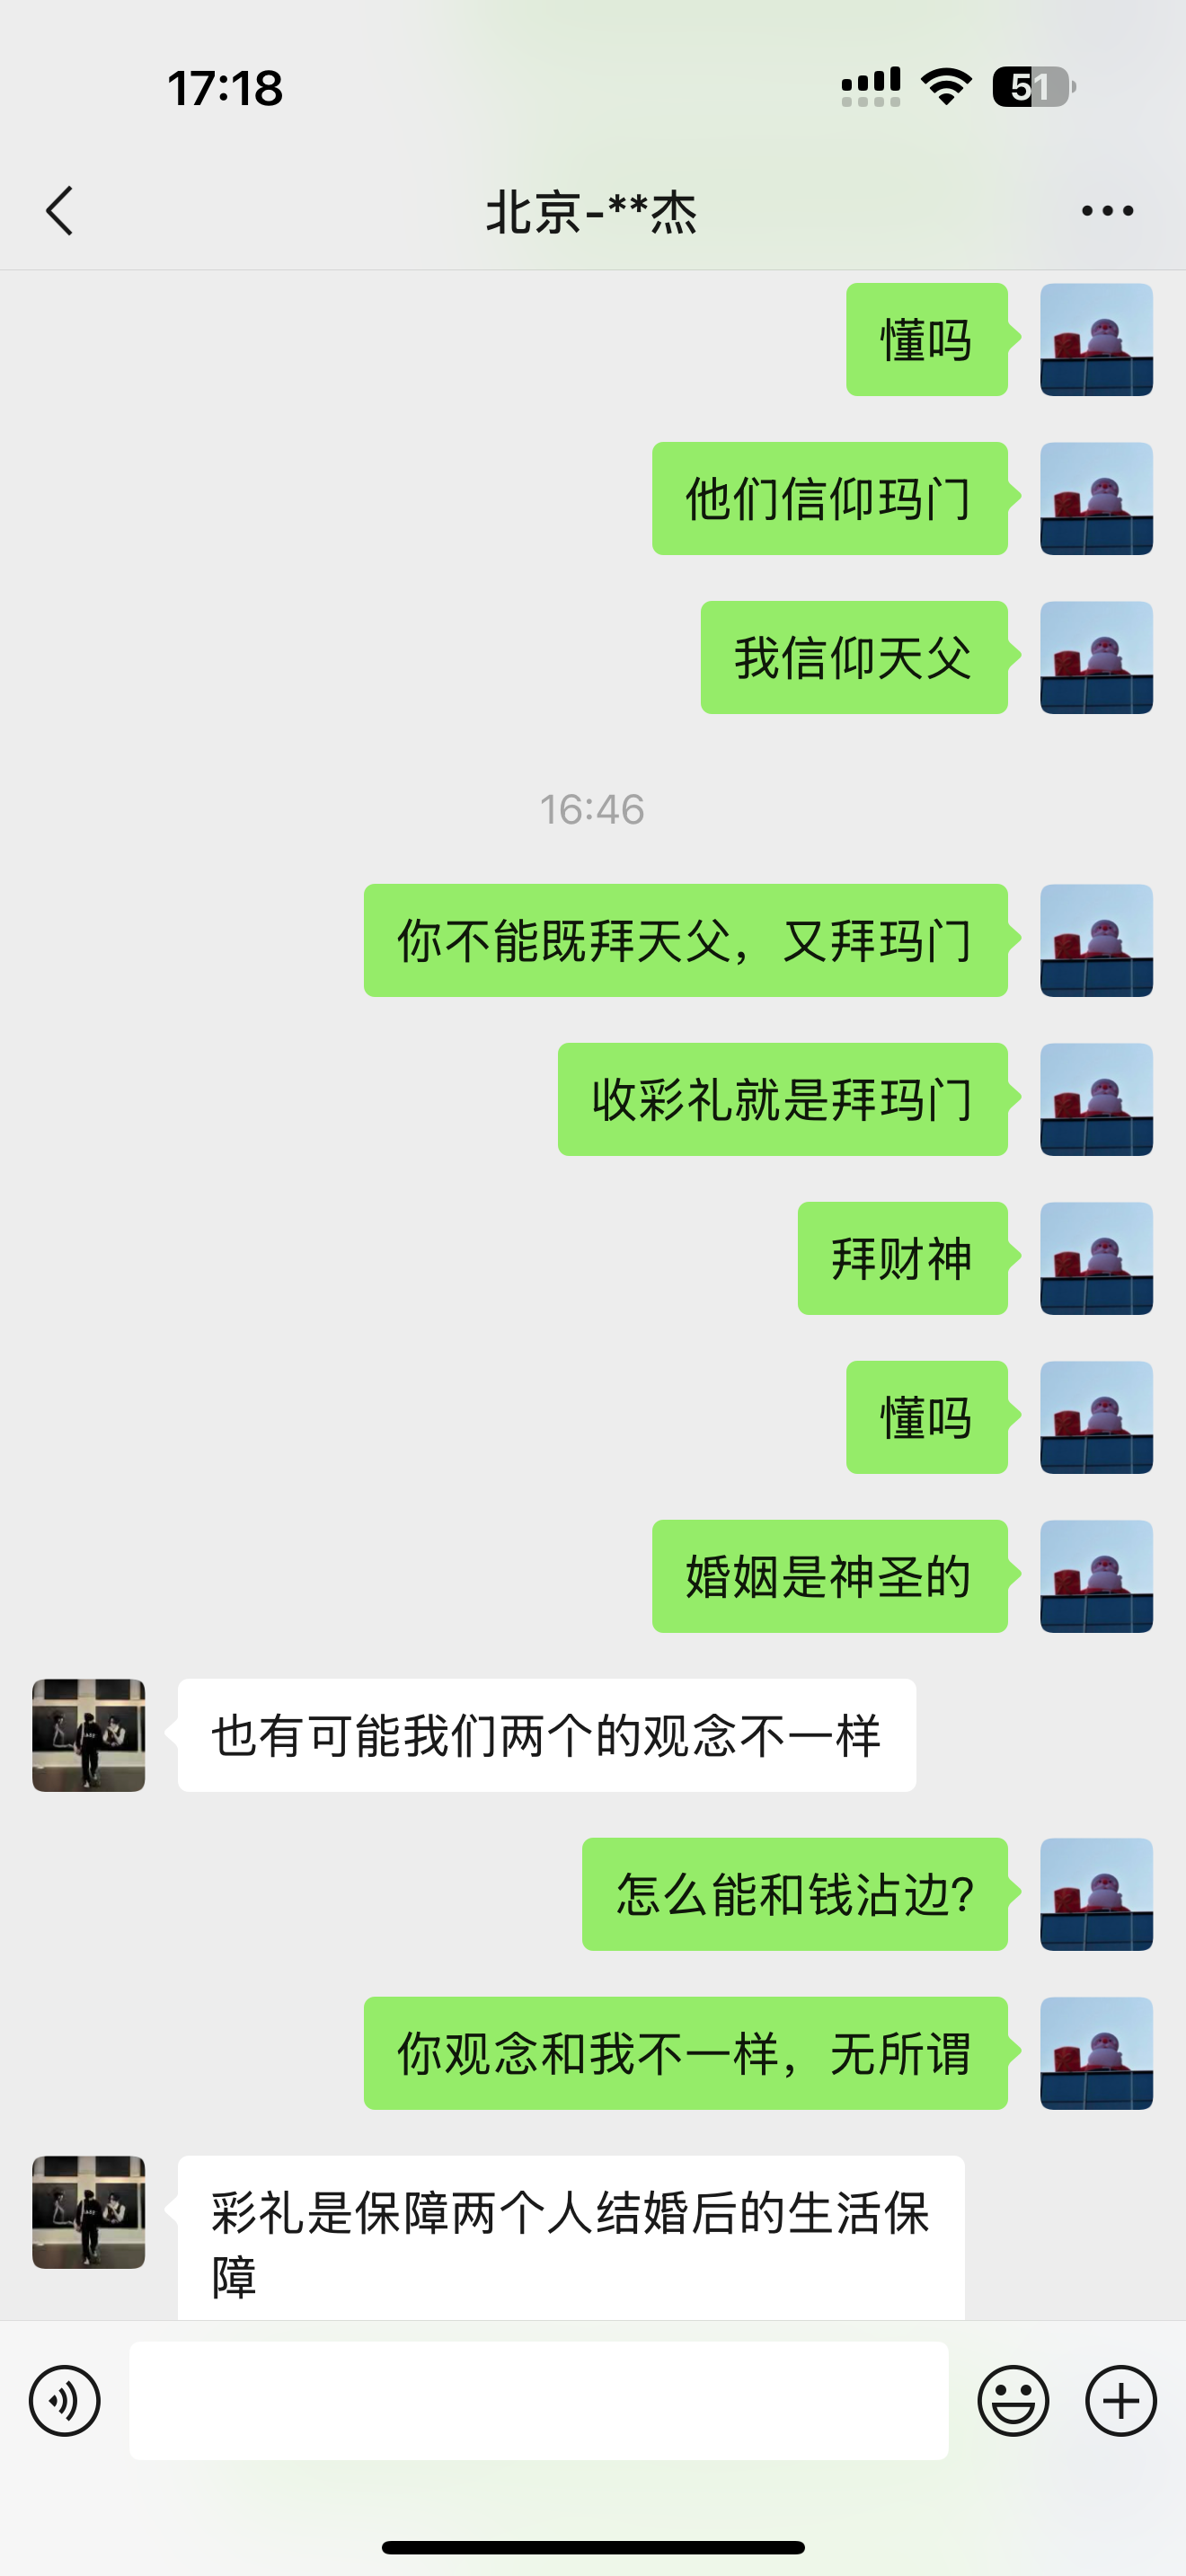 17:18
51
北京-**杰
懂吗
他们信仰玛门
我信仰天父
16:46
你不能既拜天父，又拜玛门
收彩礼就是拜玛门
拜财神
懂吗
婚姻是神圣的
也有可能我们两个的观念不一样
怎么能和钱沾边?
你观念和我不一样，无所谓
彩礼是保障两个人结婚后的生活保
障